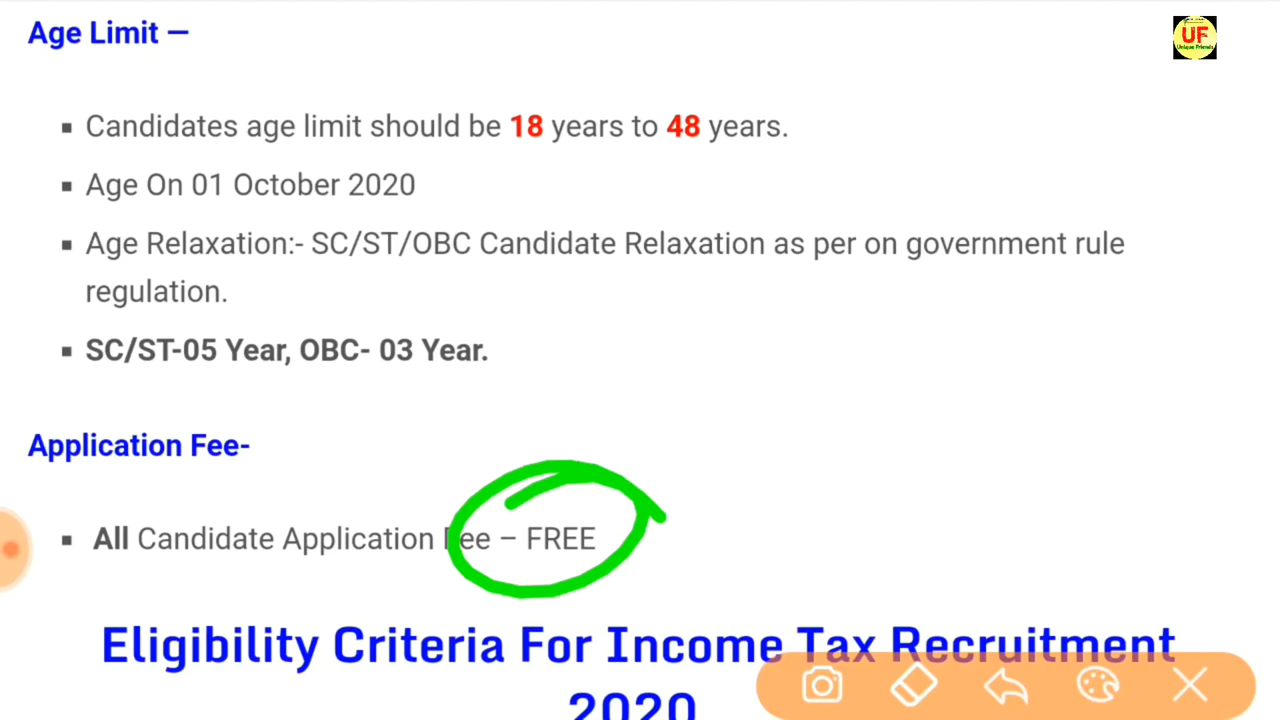 Age Limit –
UF
Unique Friends
▪ Candidates age limit should be 18 years to 48 years.
▪ Age On 01 October 2020
▪ Age Relaxation:- SC/ST/OBC Candidate Relaxation as per on government rule
regulation.
▪ SC/ST-05 Year, OBC- 03 Year.
Application Fee-
▪ All Candidate Application Fee – FREE
Eligibility Criteria For Income Tax Recruitment
2020